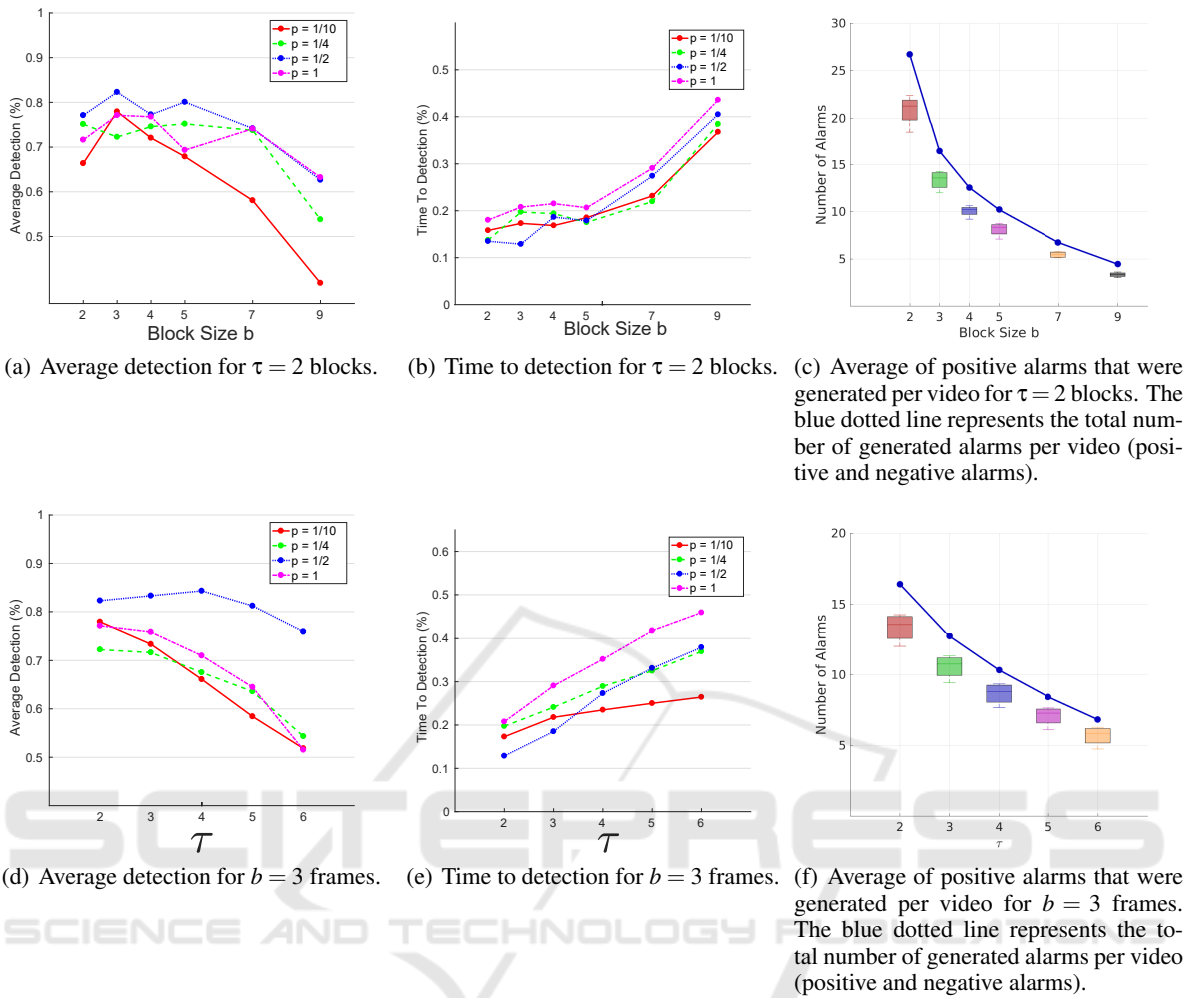 1
0.9
0.8
0.7
0.6
0.5
Average Detection (%)
p = 1/10
p = 1/4
p = 1/2
p = 1
2 3 4 5 7 9
Block Size b
(a) Average detection for τ = 2 blocks.
0.5
0.4
0.3
0.2
0.1
0
Time To Detection (%)
p = 1/10
p = 1/4
p = 1/2
p = 1
2 3 4 5 7 9
Block Size b
(b) Time to detection for τ = 2 blocks.
30
25
20
15
10
5
Number of Alarms
2 3 4 5 7 9
Block Size b
(c) Average of positive alarms that were
generated per video for τ = 2 blocks. The
blue dotted line represents the total num-
ber of generated alarms per video (posi-
tive and negative alarms).
1
0.9
0.8
0.7
0.6
0.5
Average Detection (%)
p = 1/10
p = 1/4
p = 1/2
p = 1
2 3 4 5 6
τ
(d) Average detection for b = 3 frames.
0.6
0.5
0.4
0.3
0.2
0.1
0
Time To Detection (%)
p = 1/10
p = 1/4
p = 1/2
p = 1
2 3 4 5 6
τ
(e) Time to detection for b = 3 frames.
20
15
10
5
Number of Alarms
2 3 4 5 6
τ
(f) Average of positive alarms that were
generated per video for b = 3 frames.
The blue dotted line represents the to-
tal number of generated alarms per video
(positive and negative alarms).
SCITEPRESS
SCIENCE AND TECHNOLOGY PUBLICATIONS